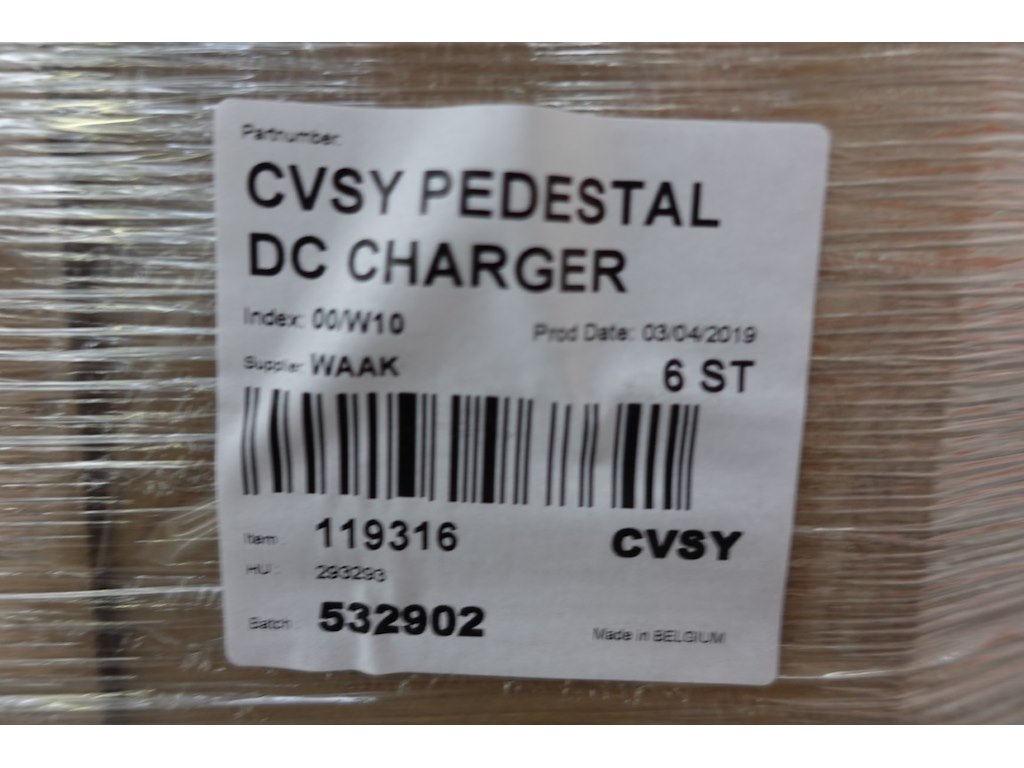 Partnumber:
CVSY PEDESTAL
DC CHARGER
Index: 00/W10
Prod Date: 03/04/2019
Supplier: WAAK
6 ST
Item: 119316
CVSY
HU: 293293
Batch: 532902
Made in BELGIUM